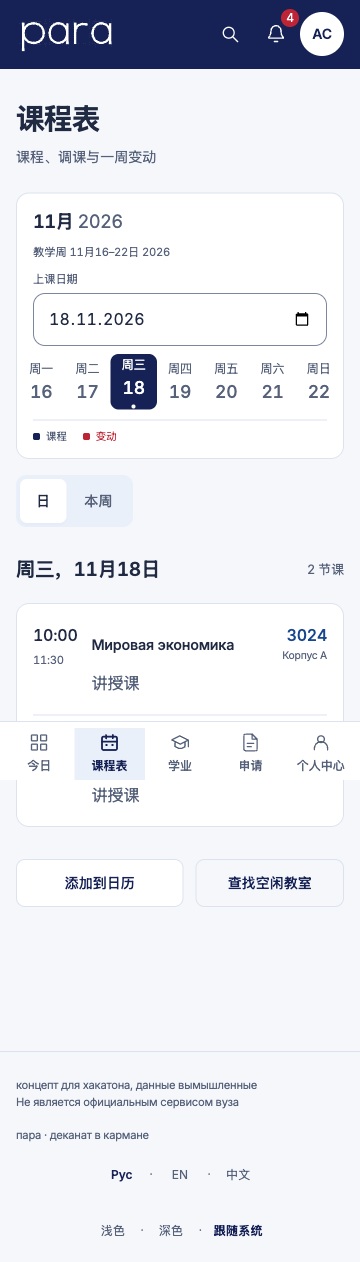 para
4
AC
课程表
课程、调课与一周变动
11月 2026
教学周 11月16–22日 2026
上课日期
18.11.2026
周一 周二 周三 周四 周五 周六 周日
16 17 18 19 20 21 22
课程 变动
日 本周
周三，11月18日 2 节课
10:00 Мировая экономика 3024
11:30 Корпус А
讲授课
今日 课程表 学业 申请 个人中心
讲授课
添加到日历 查找空闲教室
концепт для хакатона, данные вымышленные
Не является официальным сервисом вуза
пара · деканат в кармане
Рус · EN · 中文
浅色 · 深色 · 跟随系统